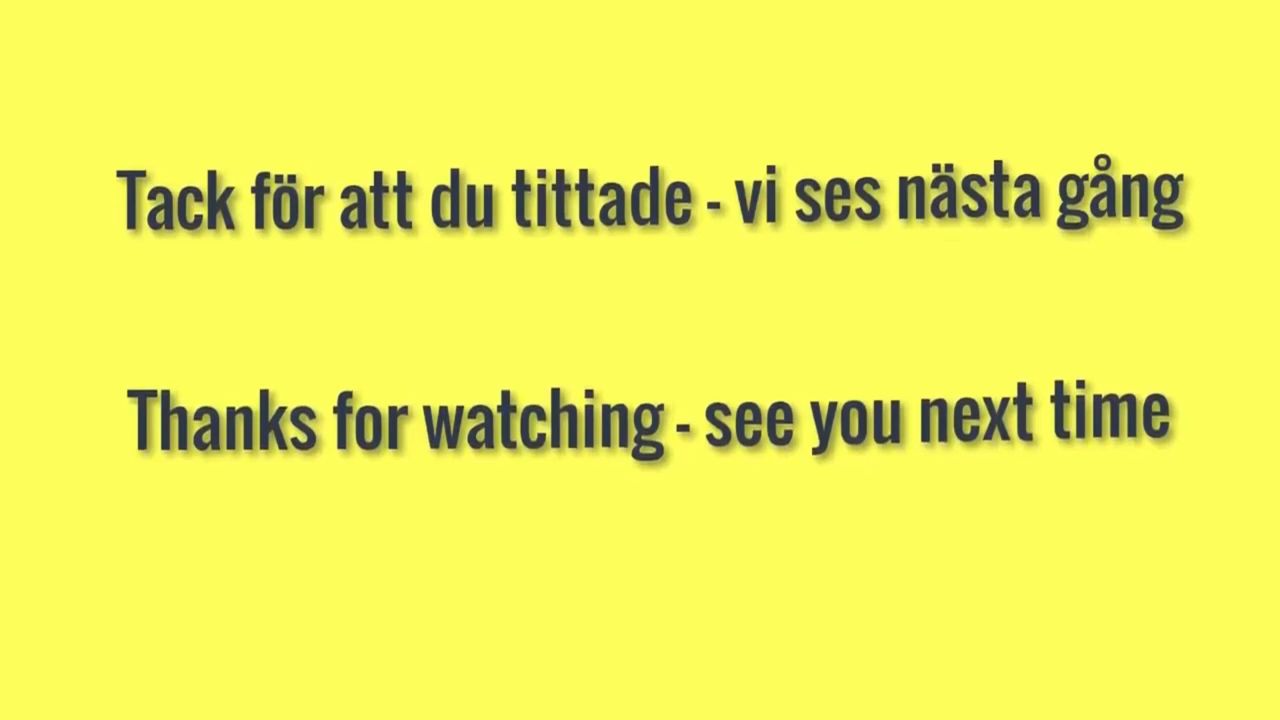 Tack för att du tittade - vi ses nästa gång
Thanks for watching - see you next time